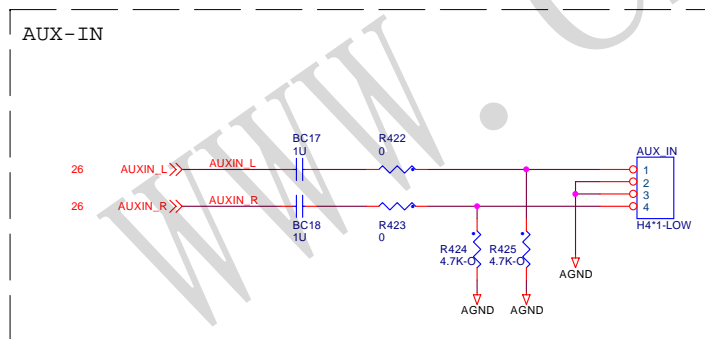 AUX-IN
WWW.C
BC17
1U
R422
0
AUX_IN
26 AUXIN_L AUXIN_L
1
2
3
4
26 AUXIN_R AUXIN_R
BC18
1U
R423
0
H4*1-LOW
R424
4.7K-O
R425
4.7K-O
AGND
AGND
AGND